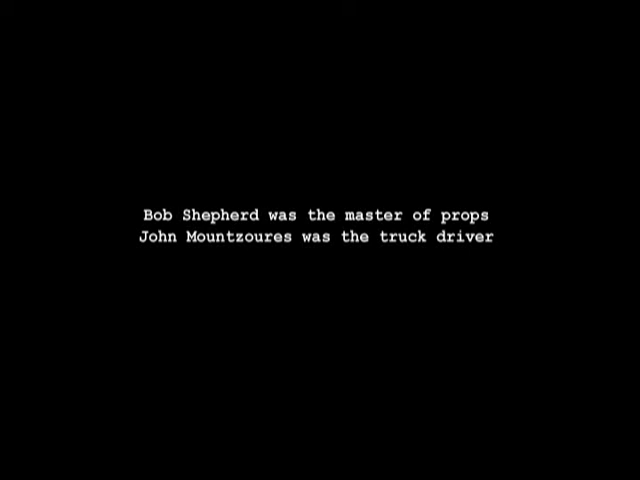 Bob Shepherd was the master of props
John Mountzoures was the truck driver